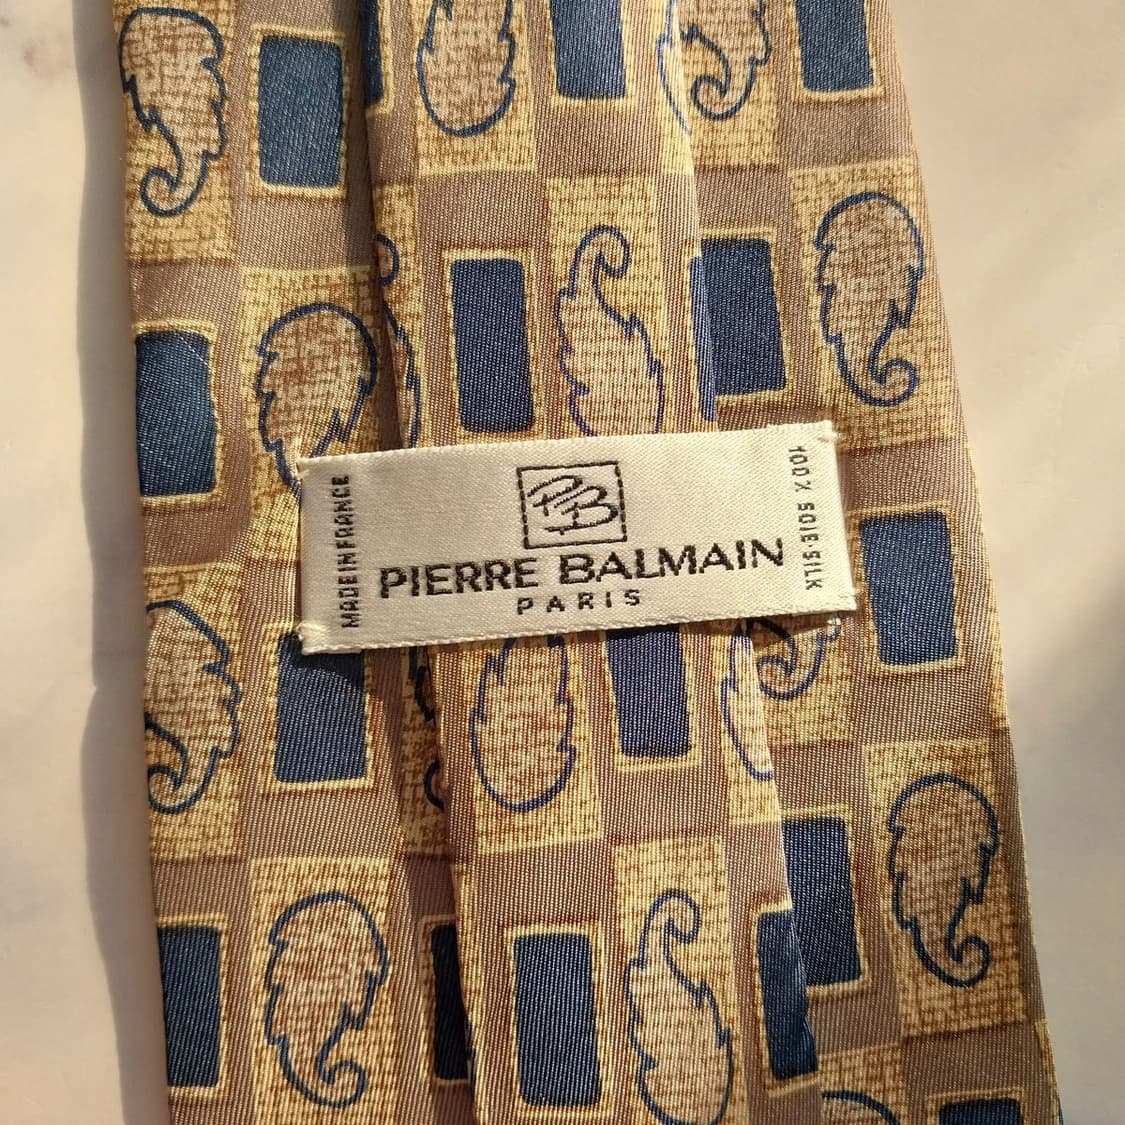 MADE IN FRANCE
PB
PIERRE BALMAIN
PARIS
100% SOIE·SILK